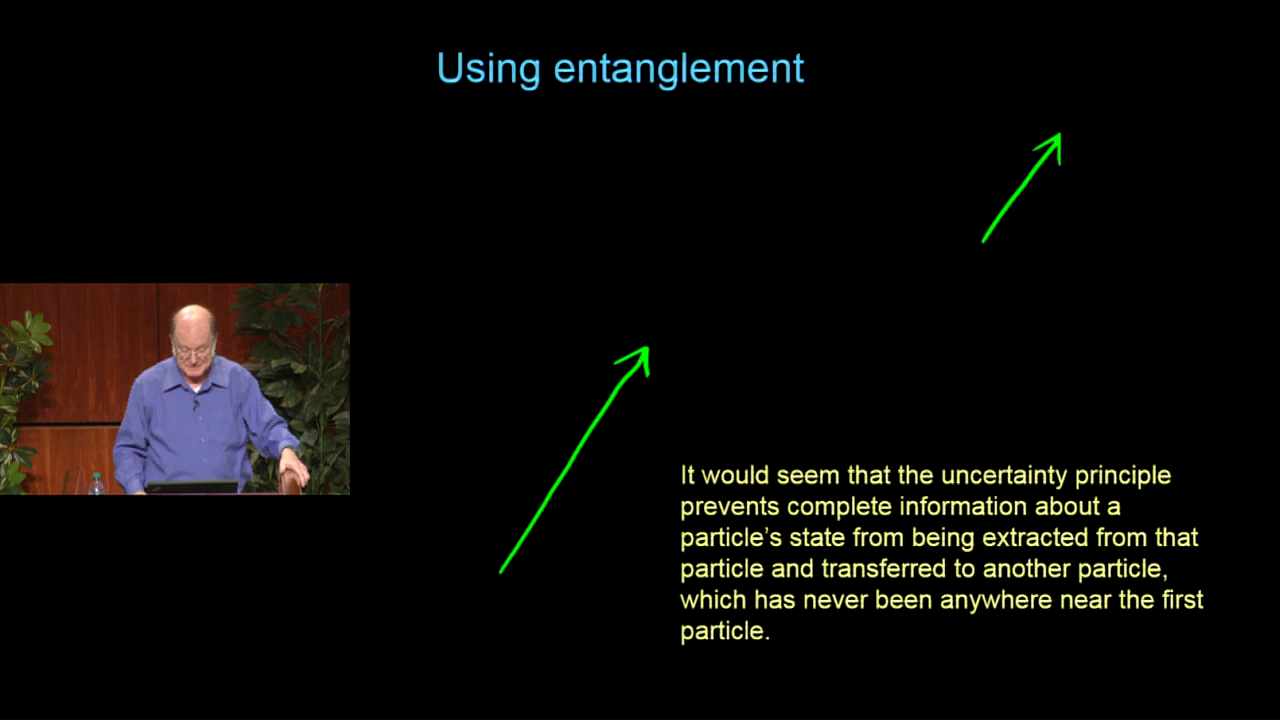 Using entanglement
It would seem that the uncertainty principle
prevents complete information about a
particle’s state from being extracted from that
particle and transferred to another particle,
which has never been anywhere near the first
particle.